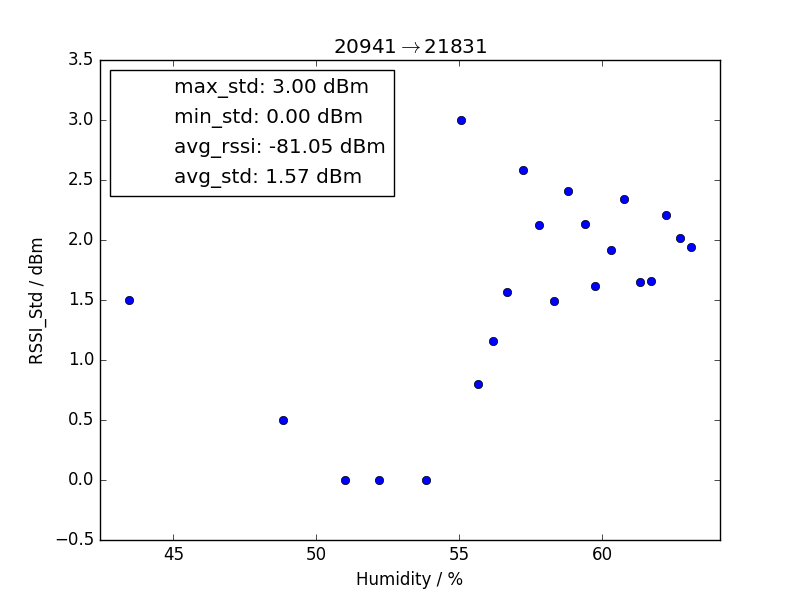 20941→21831
max_std: 3.00 dBm
min_std: 0.00 dBm
avg_rssi: -81.05 dBm
avg_std: 1.57 dBm
RSSI_Std / dBm
3.5
3.0
2.5
2.0
1.5
1.0
0.5
0.0
−0.5
45 50 55 60
Humidity / %